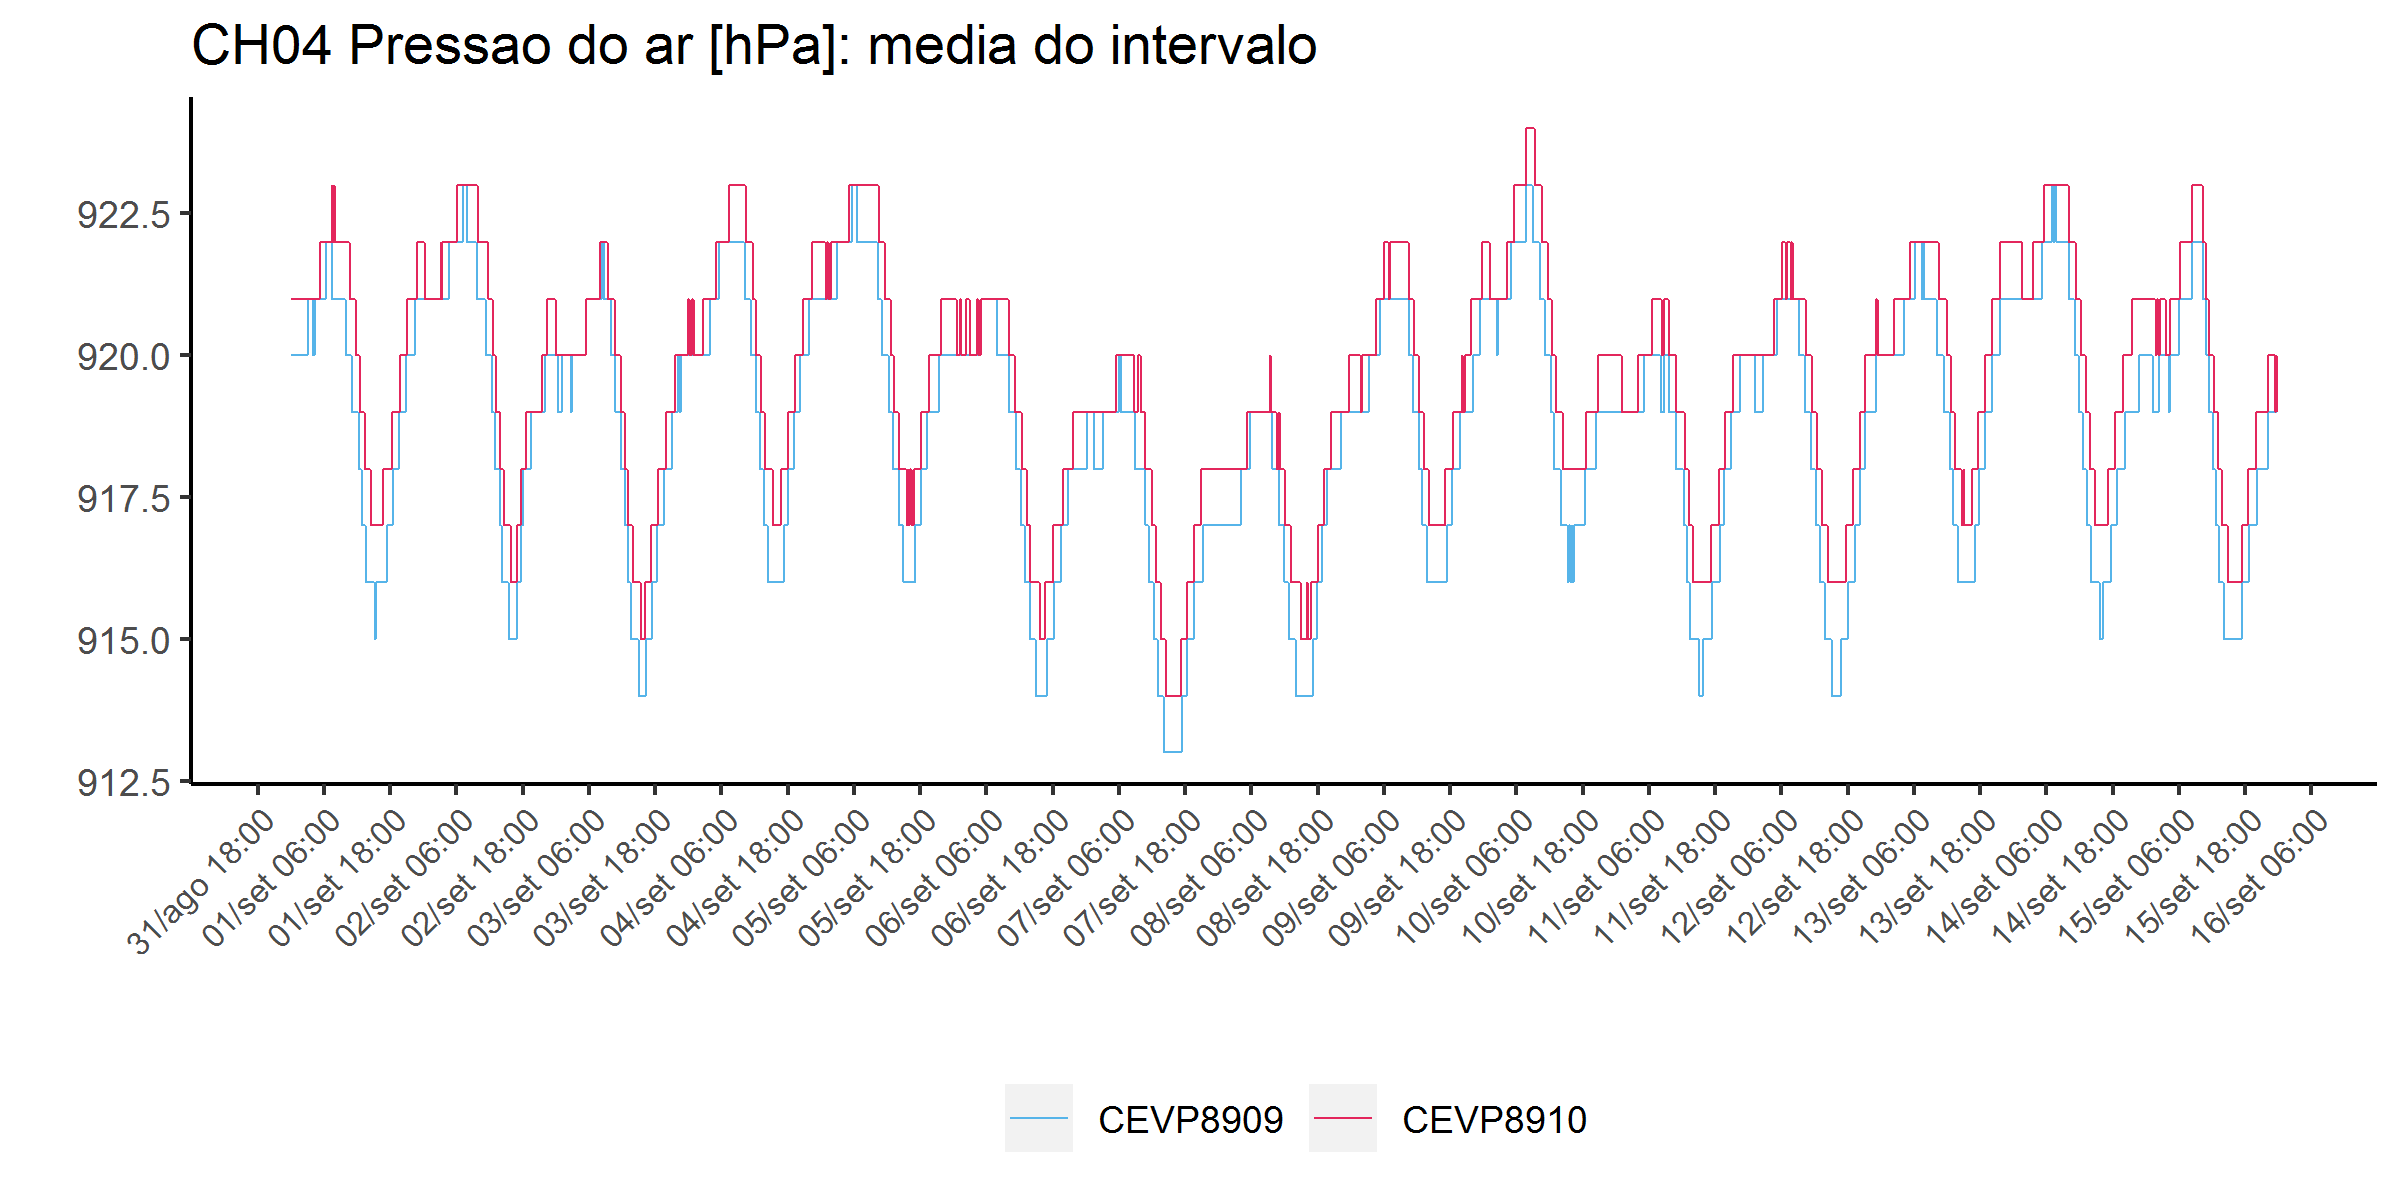 CH04 Pressao do ar [hPa]: media do intervalo
922.5
920.0
917.5
915.0
912.5
31/ago 18:00
01/set 06:00
01/set 18:00
02/set 06:00
02/set 18:00
03/set 06:00
03/set 18:00
04/set 06:00
04/set 18:00
05/set 06:00
05/set 18:00
06/set 06:00
06/set 18:00
07/set 06:00
07/set 18:00
08/set 06:00
08/set 18:00
09/set 06:00
09/set 18:00
10/set 06:00
10/set 18:00
11/set 06:00
11/set 18:00
12/set 06:00
12/set 18:00
13/set 06:00
13/set 18:00
14/set 06:00
14/set 18:00
15/set 06:00
15/set 18:00
16/set 06:00
CEVP8909 CEVP8910